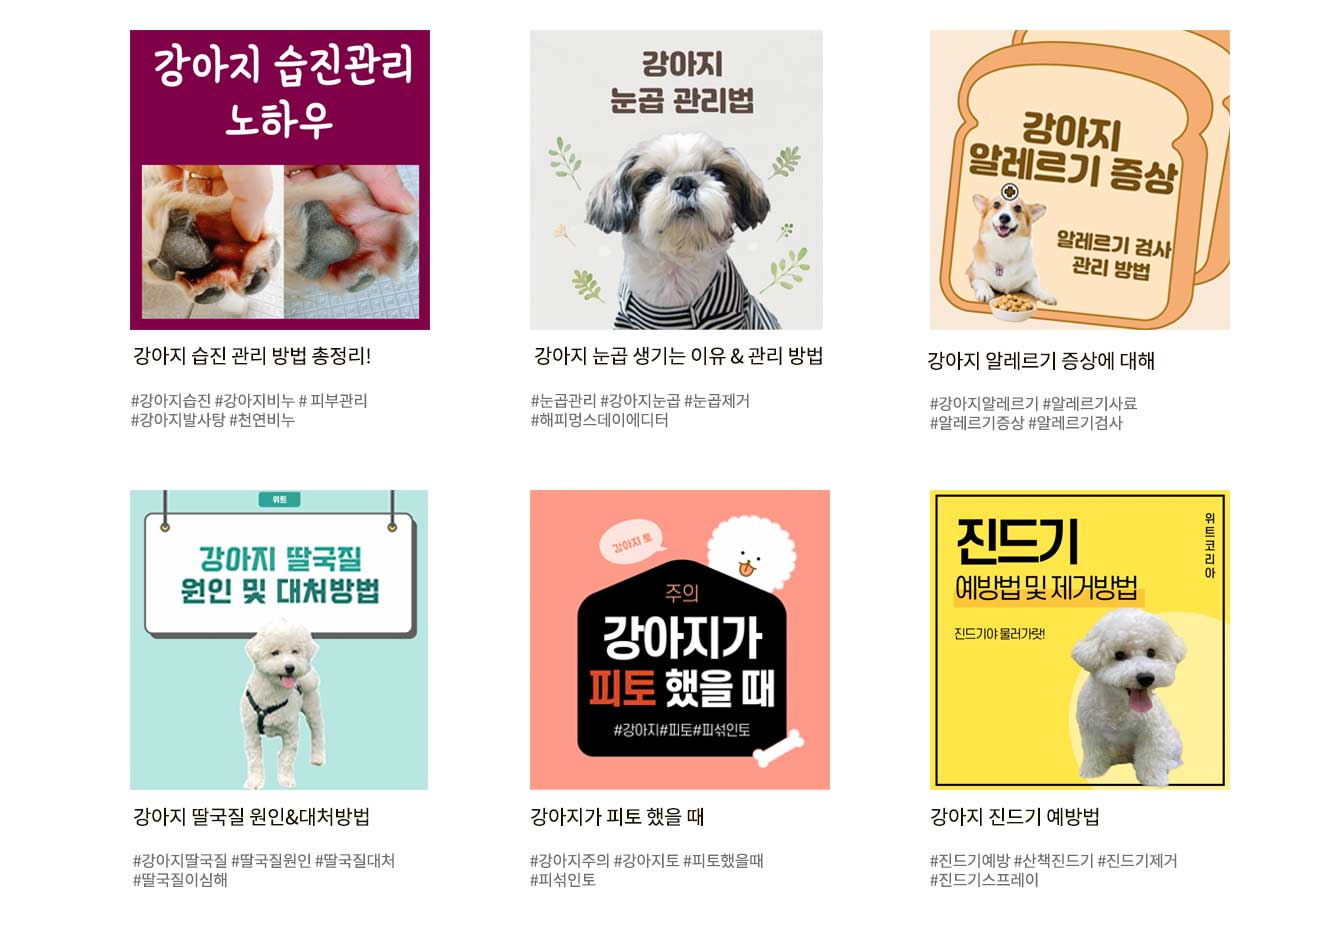 강아지 습진관리
노하우
강아지 습진 관리 방법 총정리!
#강아지습진 #강아지비누 # 피부관리
#강아지발사탕 #천연비누
강아지
눈곱 관리법
강아지 눈곱 생기는 이유 & 관리 방법
#눈곱관리 #강아지눈곱 #눈곱제거
#해피멍스데이에디터
강아지
알레르기 증상
알레르기 검사
관리 방법
강아지 알레르기 증상에 대해
#강아지알레르기 #알레르기사료
#알레르기증상 #알레르기검사
위트
강아지 딸국질
원인 및 대처방법
강아지 딸국질 원인&대처방법
#강아지딸국질 #딸국질원인 #딸국질대처
#딸국질이심해
강아지 토
주의
강아지가
피토 했을 때
#강아지#피토#피섞인토
강아지가 피토 했을 때
#강아지주의 #강아지토 #피토했을때
#피섞인토
진드기
예방법 및 제거방법
진드기야 물러가랏!
위트코리아
강아지 진드기 예방법
#진드기예방 #산책진드기 #진드기제거
#진드기스프레이